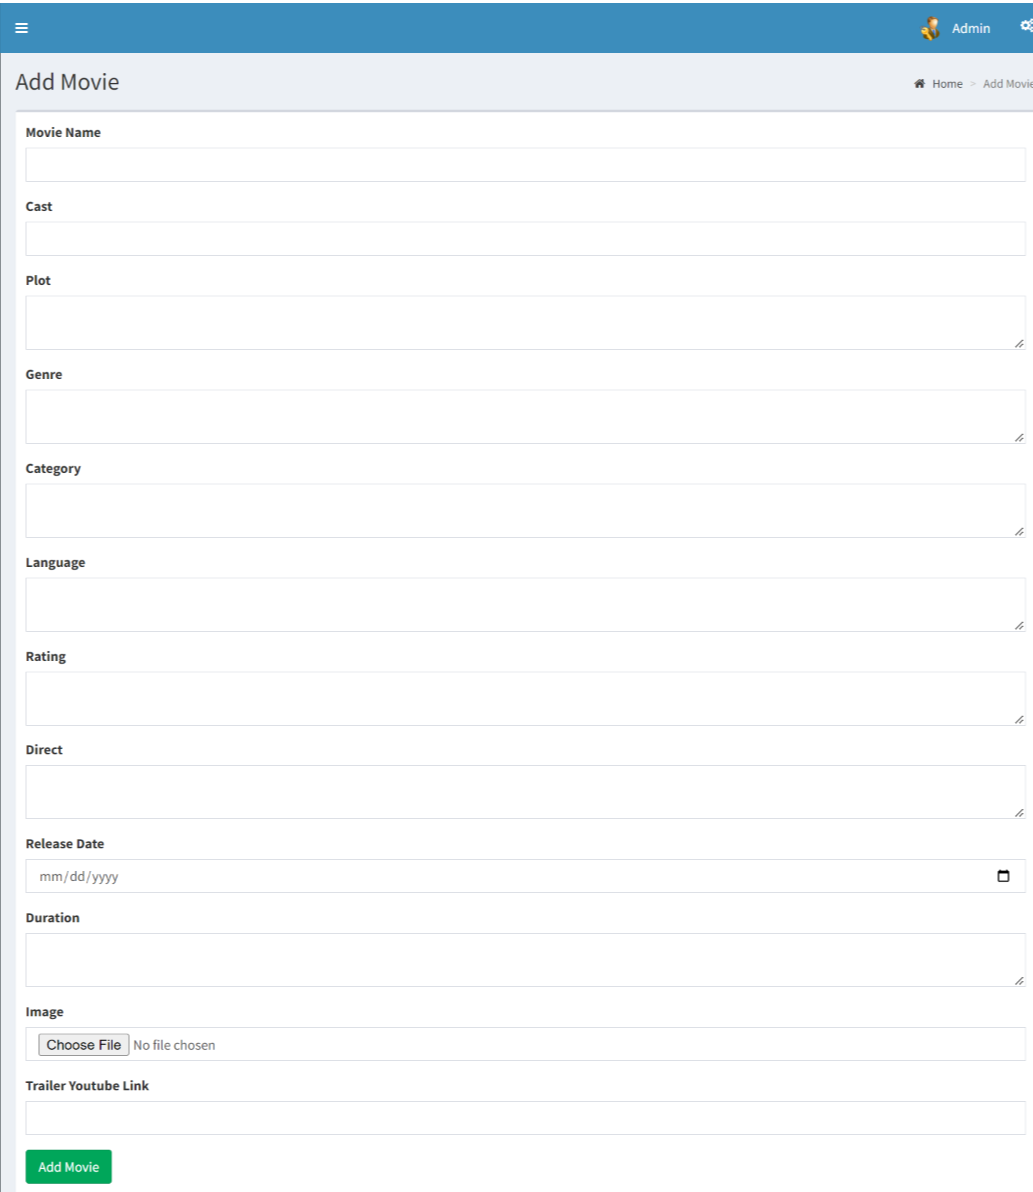 Admin
Add Movie
Home > Add Movie
Movie Name
Cast
Plot
Genre
Category
Language
Rating
Direct
Release Date
mm/dd/yyyy
Duration
Image
Choose File No file chosen
Trailer Youtube Link
Add Movie